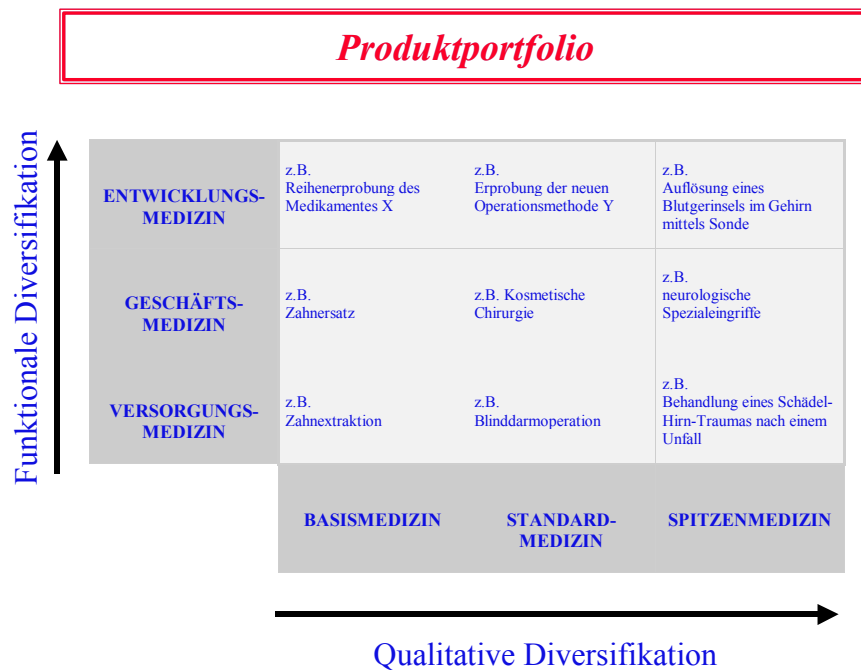 Produktportfolio
Funktionale Diversifikation
ENTWICKLUNGS-
MEDIZIN
z.B.
Reihenerprobung des
Medikamentes X
z.B.
Erprobung der neuen
Operationsmethode Y
z.B.
Auflösung eines
Blutgerinsels im Gehirn
mittels Sonde
GESCHÄFTS-
MEDIZIN
z.B.
Zahnersatz
z.B. Kosmetische
Chirurgie
z.B.
neurologische
Spezialeingriffe
VERSORGUNGS-
MEDIZIN
z.B.
Zahnextraktion
z.B.
Blinddarmoperation
z.B.
Behandlung eines Schädel-
Hirn-Traumas nach einem
Unfall
BASISMEDIZIN
STANDARD-
MEDIZIN
SPITZENMEDIZIN
Qualitative Diversifikation